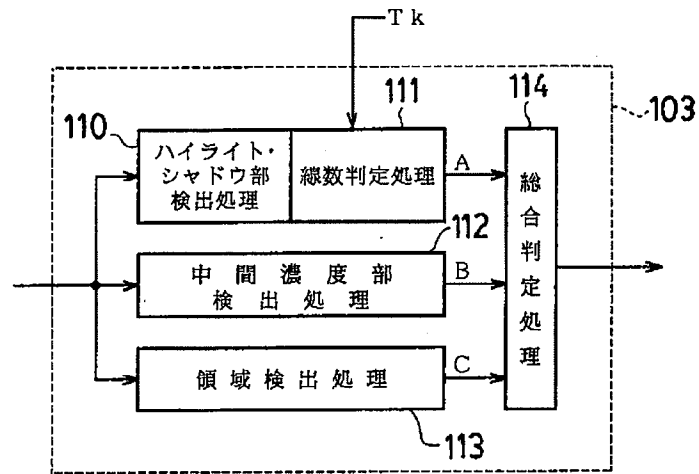 Tk
110
111
114
103
ハイライト・
シャドウ部
検出処理
線数判定処理
A
112
中間濃度部
検出処理
B
総合判定処理
領域検出処理
C
113